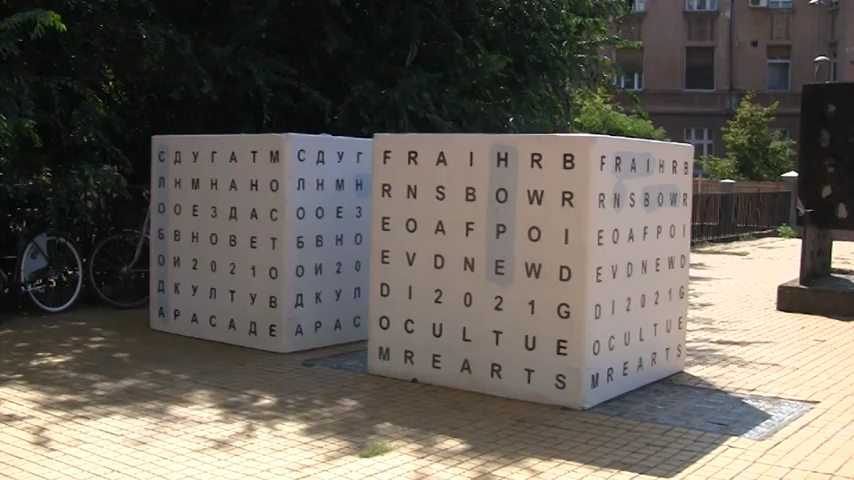 СДУГАТМ
ЛНМНАНО
ООЕЗДАС
БВНОВЕТ
ОИ2021О
ДКУЛТУВ
АРАСАДЕ
СДУГ
ЛНМН
ООЕЗ
БВНО
ОИ20
ДКУЛ
АРАС
FRAIHRB
RNSBOWR
EOAFPOI
EVDNEWD
DI2021G
OCULTUE
MREARTS
FRAIHRB
RNSBOWR
EOAFPOI
EVDNEWD
DI2021G
OCULTUE
MREARTS